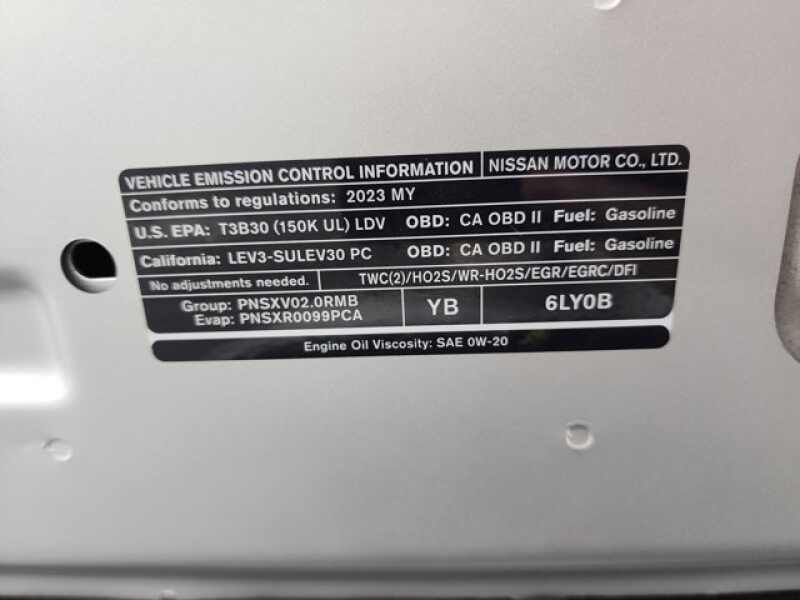 VEHICLE EMISSION CONTROL INFORMATION NISSAN MOTOR CO., LTD.
Conforms to regulations: 2023 MY
U.S. EPA: T3B30 (150K UL) LDV OBD: CA OBD II Fuel: Gasoline
California: LEV3-SULEV30 PC OBD: CA OBD II Fuel: Gasoline
No adjustments needed. TWC(2)/HO2S/WR-HO2S/EGR/EGRC/DFI
Group: PNSXV02.0RMB
Evap: PNSXR0099PCA
YB
6LY0B
Engine Oil Viscosity: SAE 0W-20